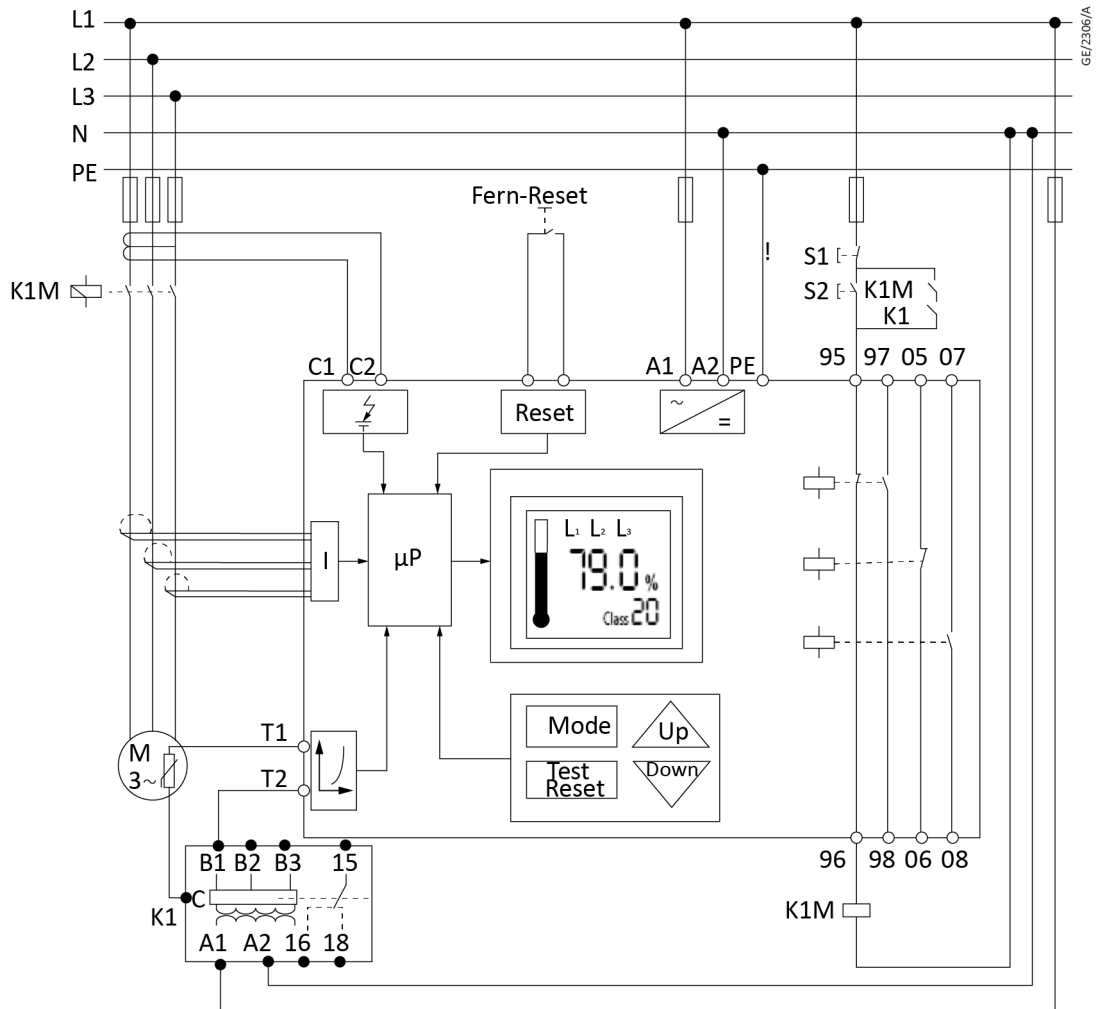 L1
GE/2306/A
L2
L3
N
PE
Fern-Reset
!
S1
K1M
S2
K1M
K1
C1 C2
A1 A2 PE
95 97 05 07
Reset
~
=
L1 L2 L3
I
µP
79.0 %
Class 20
T1
Mode
Up
M
3~
T2
Test
Reset
Down
B1 B2 B3 15
96 98 06 08
C
K1
K1M
A1 A2 16 18